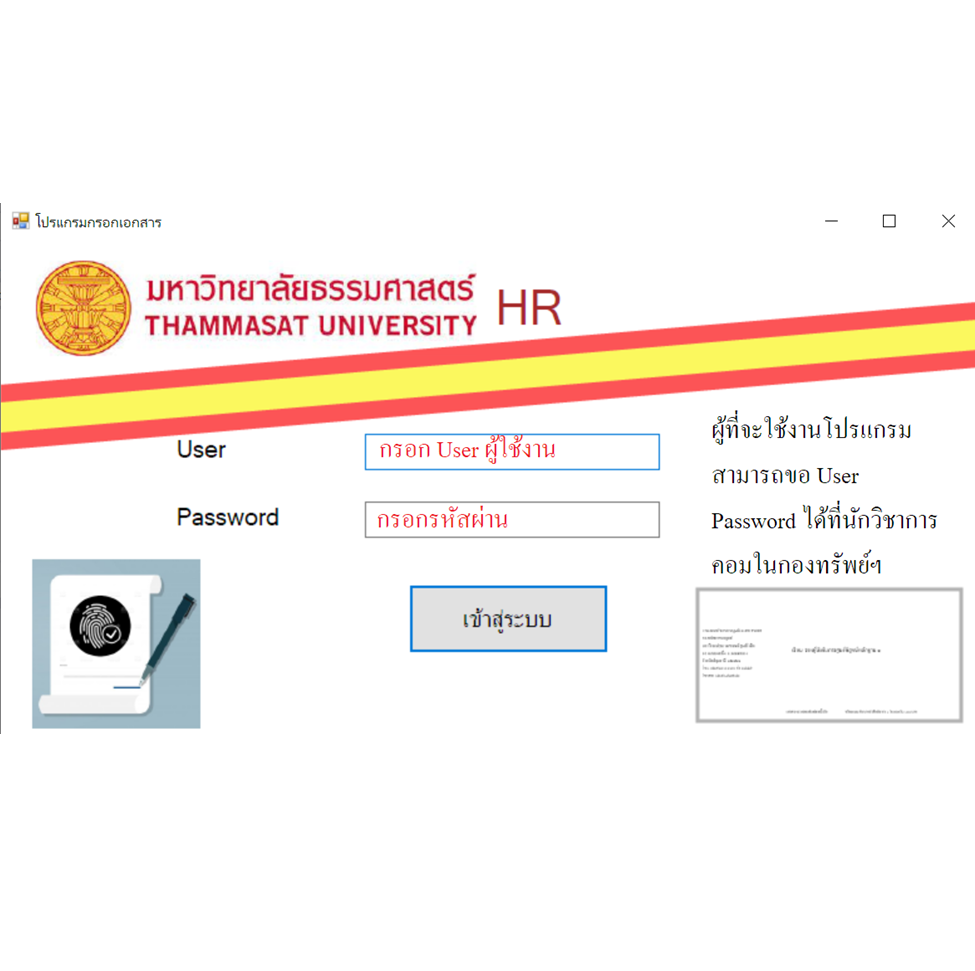 โปรแกรมกรอกเอกสาร
มหาวิทยาลัยธรรมศาสตร์
THAMMASAT UNIVERSITY
HR
User
กรอก User ผู้ใช้งาน
Password
กรอกรหัสผ่าน
เข้าสู่ระบบ
ผู้ที่จะใช้งานโปรแกรม
สามารถขอ User
Password ได้ที่นักวิชาการ
คอมในกองทรัพย์ฯ